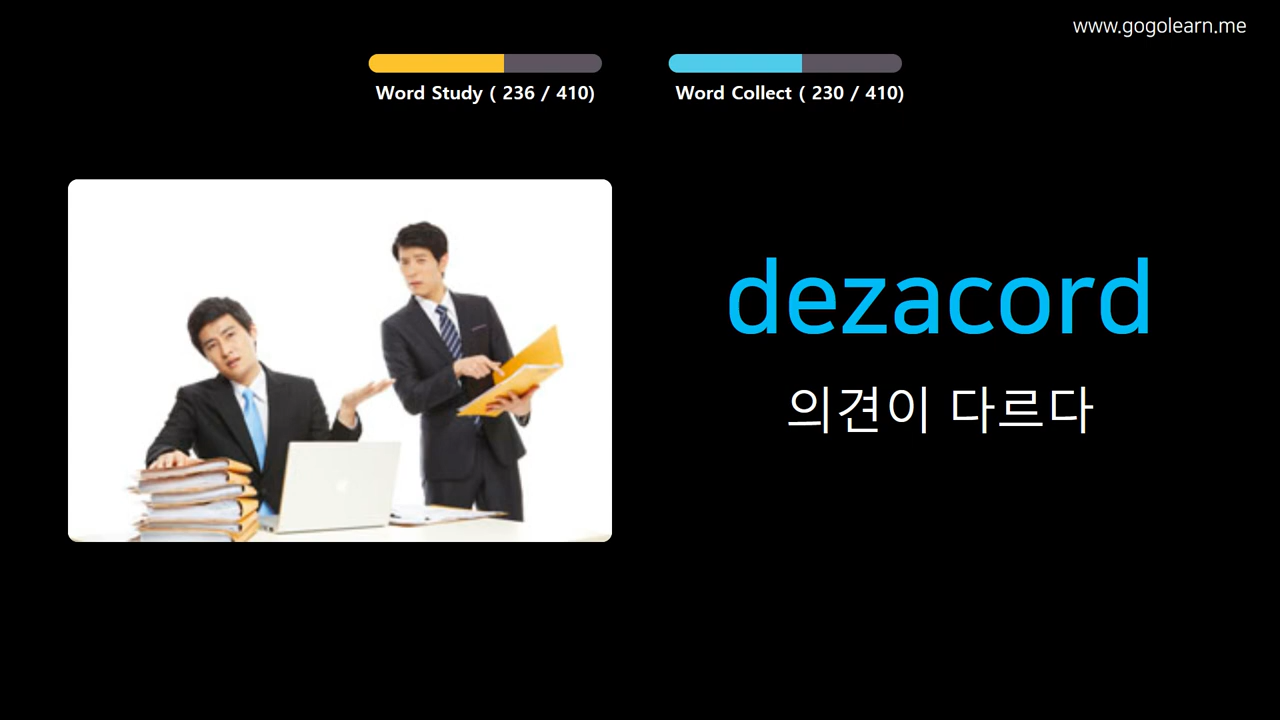 www.gogolearn.me
Word Study ( 236 / 410)
Word Collect ( 230 / 410)
dezacord
의견이 다르다